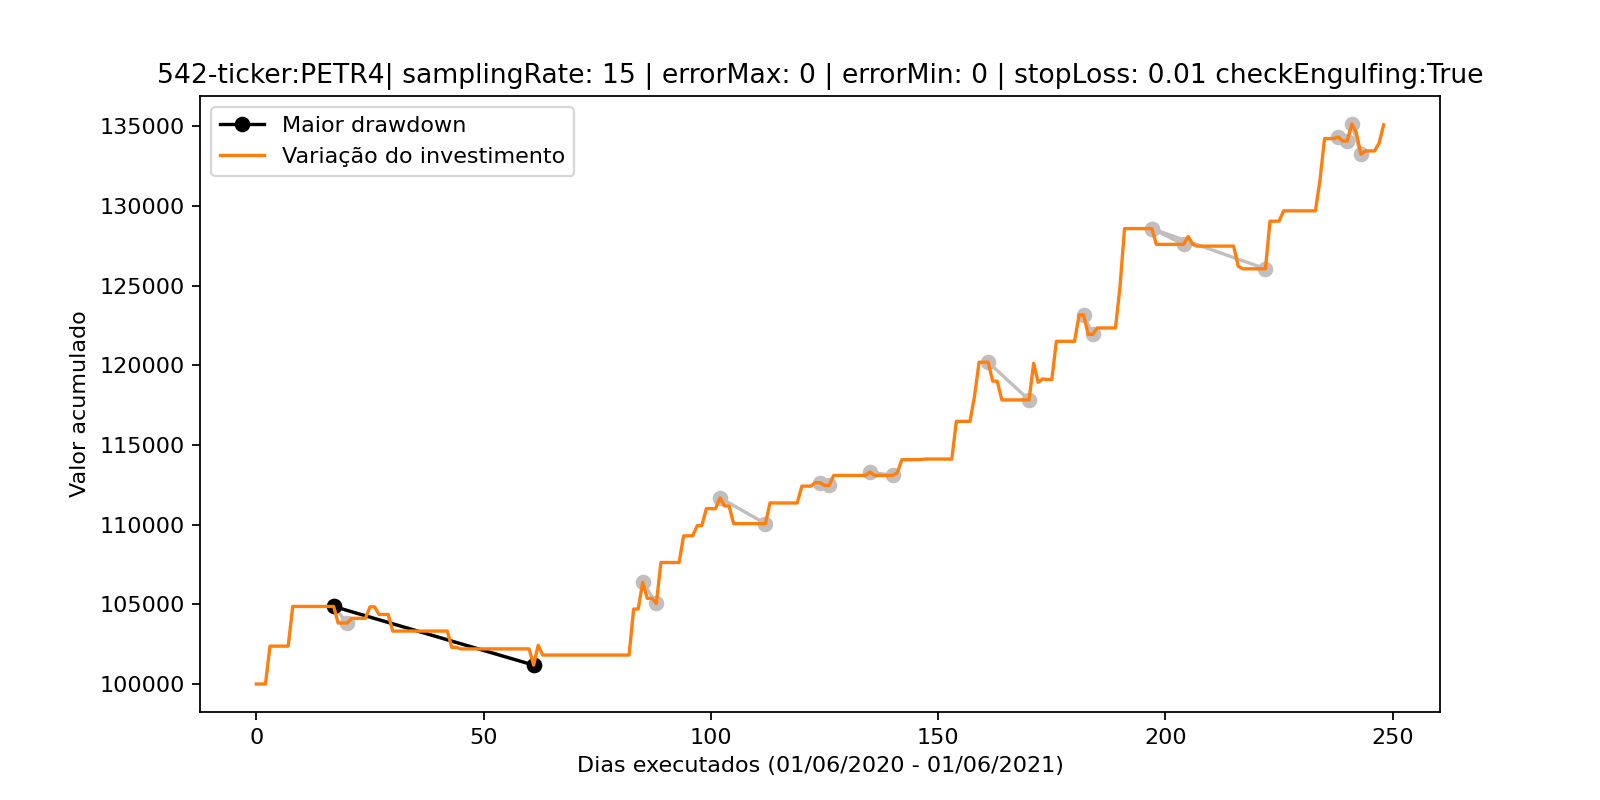 542-ticker:PETR4| samplingRate: 15 | errorMax: 0 | errorMin: 0 | stopLoss: 0.01 checkEngulfing:True
Maior drawdown
Variação do investimento
135000
130000
125000
120000
115000
110000
105000
100000
Valor acumulado
0 50 100 150 200 250
Dias executados (01/06/2020 - 01/06/2021)